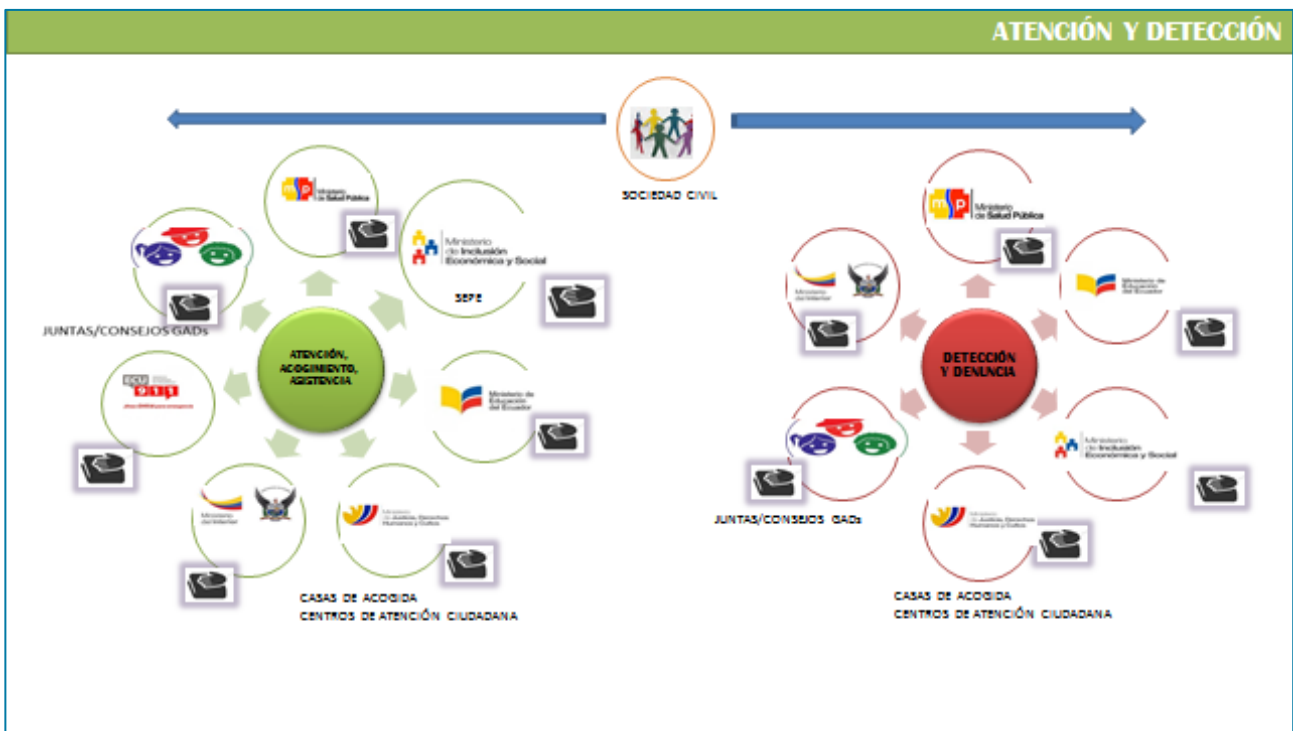 ATENCIÓN Y DETECCIÓN
SOCIEDAD CIVIL
msp
Ministerio
de Salud Pública
Ministerio
de Inclusión
Económica y Social
SEPE
JUNTAS/CONSEJOS GADs
ATENCIÓN,
ACOGIMIENTO,
ASISTENCIA
ECU
911
Ministerio de
Educación
del Ecuador
Ministerio
del Interior
Ministerio
de Justicia, Derechos
Humanos y Cultos
CASAS DE ACOGIDA
CENTROS DE ATENCIÓN CIUDADANA
msp
Ministerio
de Salud Pública
Ministerio
del Interior
Ministerio de
Educación
del Ecuador
DETECCIÓN
Y DENUNCIA
Ministerio
de Inclusión
Económica y Social
JUNTAS/CONSEJOS GADs
Ministerio
de Justicia, Derechos
Humanos y Cultos
CASAS DE ACOGIDA
CENTROS DE ATENCIÓN CIUDADANA